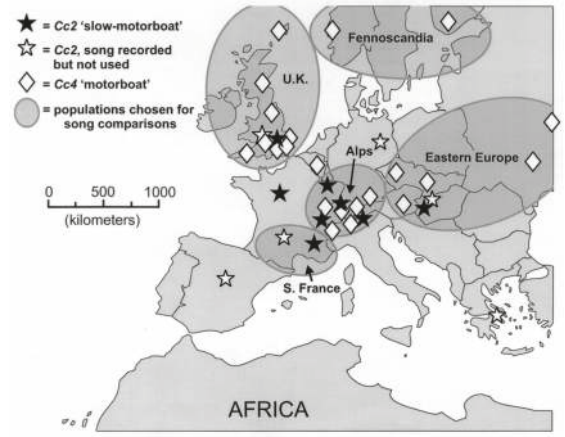 = Cc2 ‘slow-motorboat’
= Cc2, song recorded
but not used
= Cc4 ‘motorboat’
= populations chosen for
song comparisons
0 500 1000
(kilometers)
U.K.
Fennoscandia
Alps
Eastern Europe
S. France
AFRICA